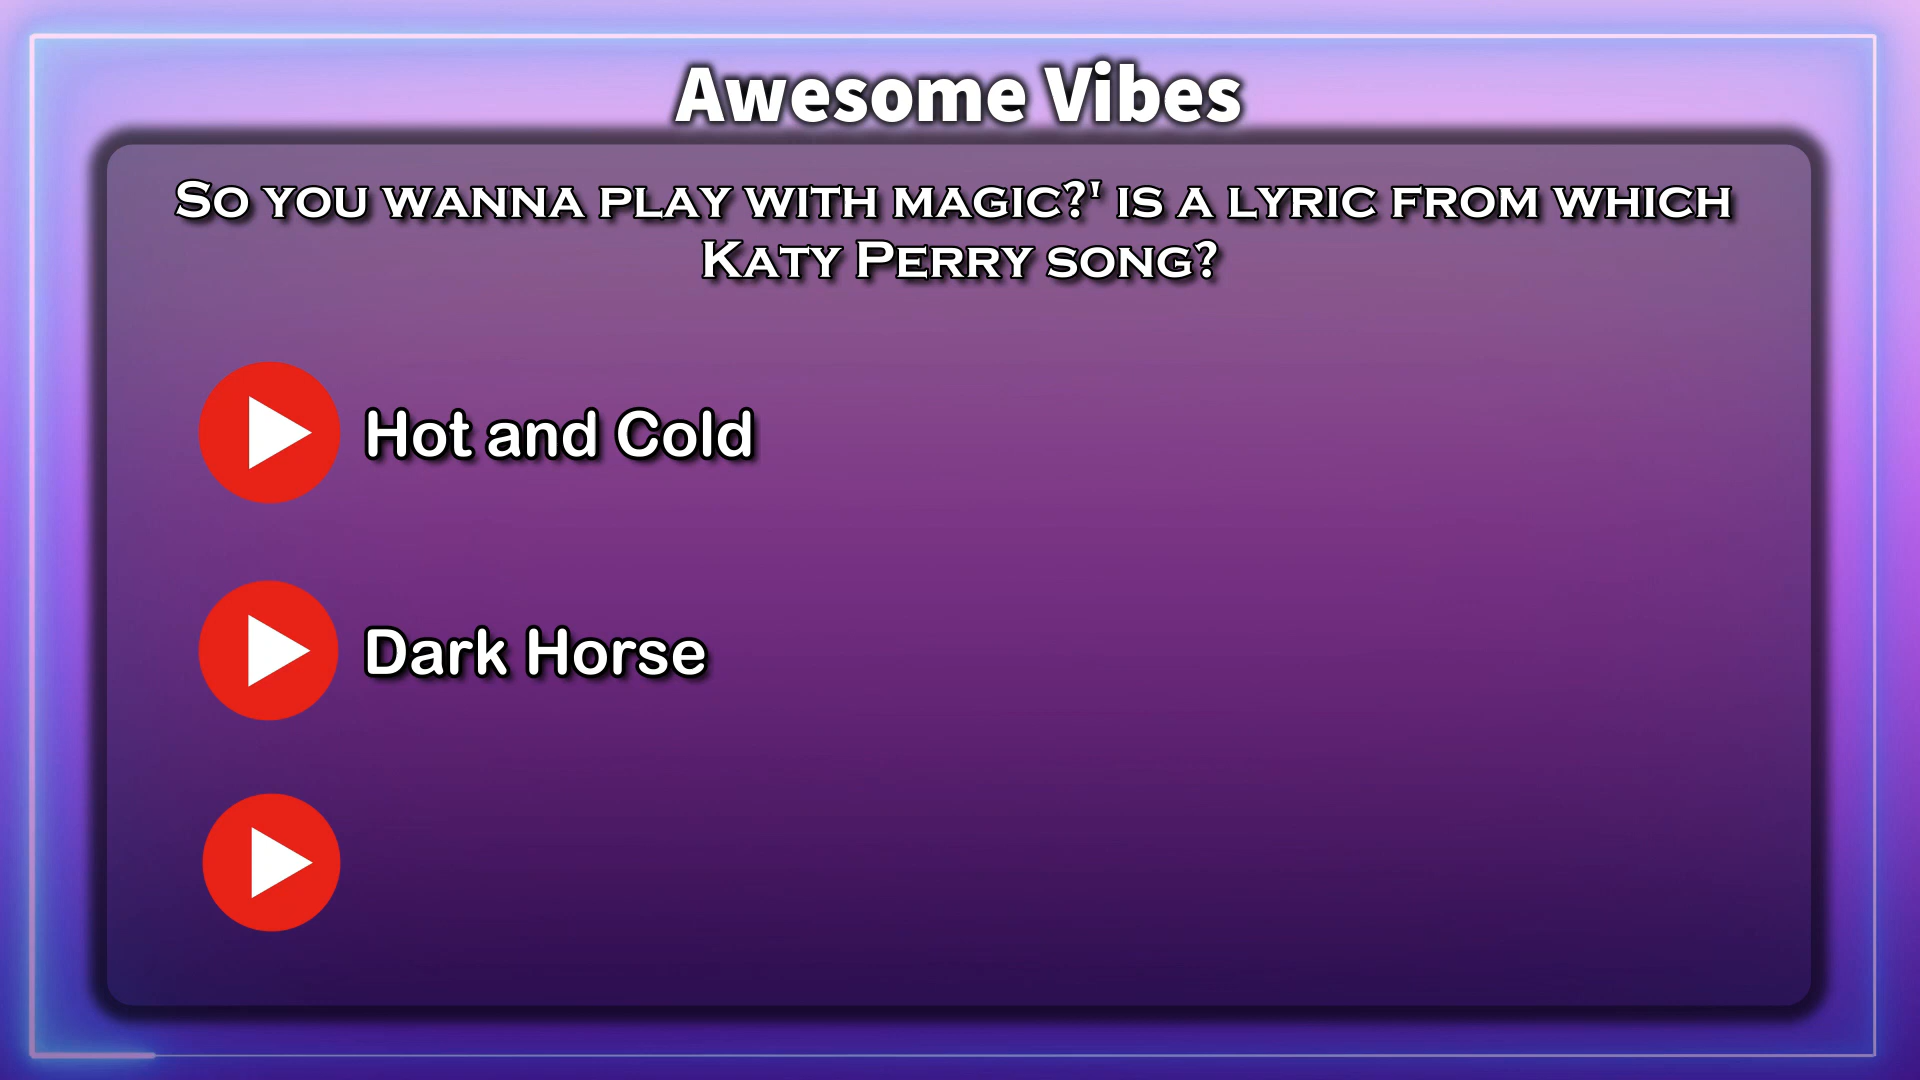 Awesome Vibes
So you wanna play with magic?' is a lyric from which
Katy Perry song?
Hot and Cold
Dark Horse